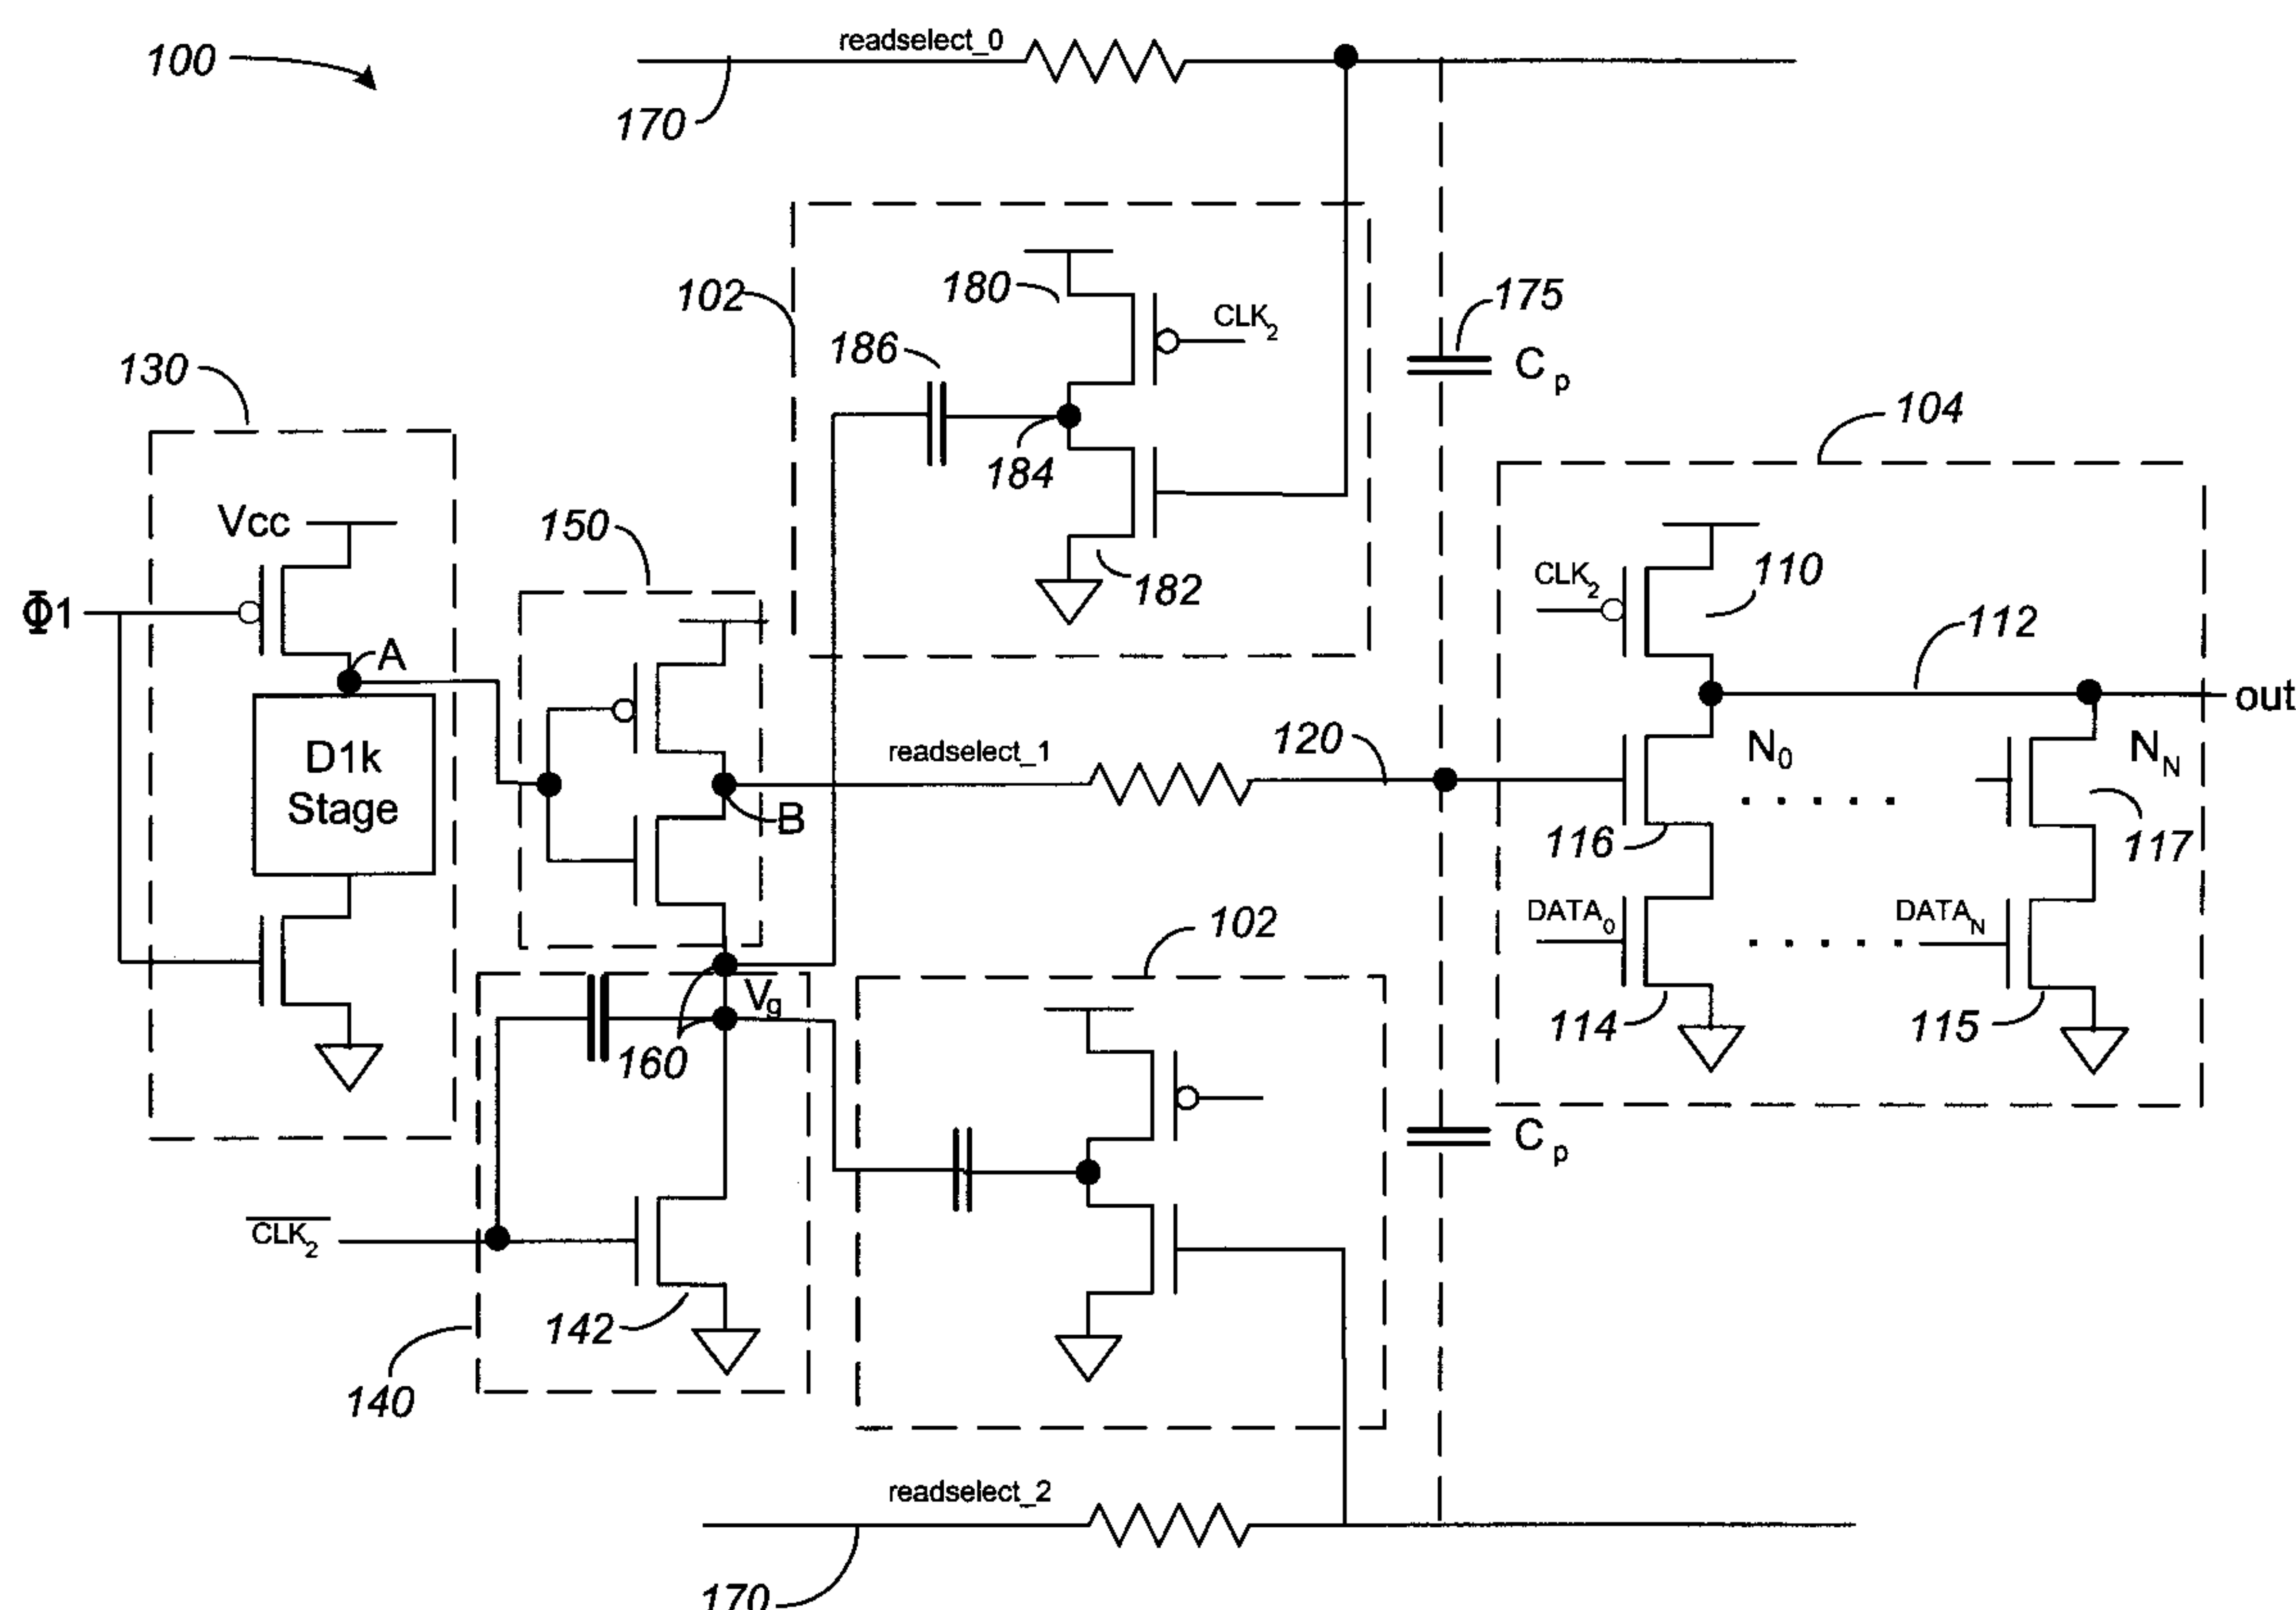 100
readselect_0
170
102
180
CLK2
186
175
Cp
184
182
130
Vcc
Φ1
A
D1k
Stage
150
readselect_1
B
120
104
CLK2
110
112
out
N0
NN
116
117
DATA0
DATAN
114
115
Vg
160
102
Cp
CLK2
142
140
readselect_2
170